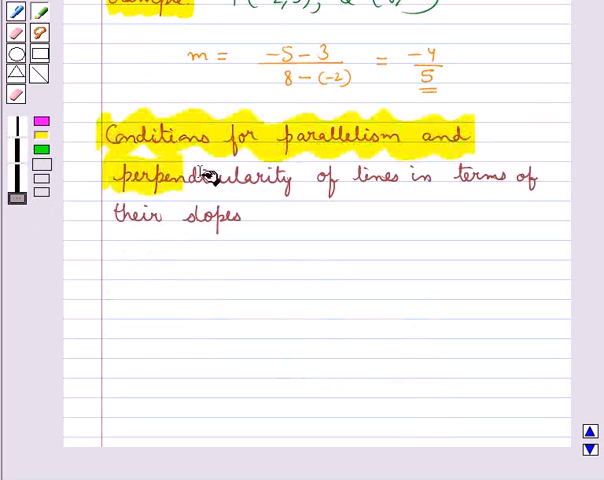 m = -5 - 3 / 8 - (-2) = -4 / 5
Conditions for parallelism and
perpendicularity of lines in terms of
their slopes